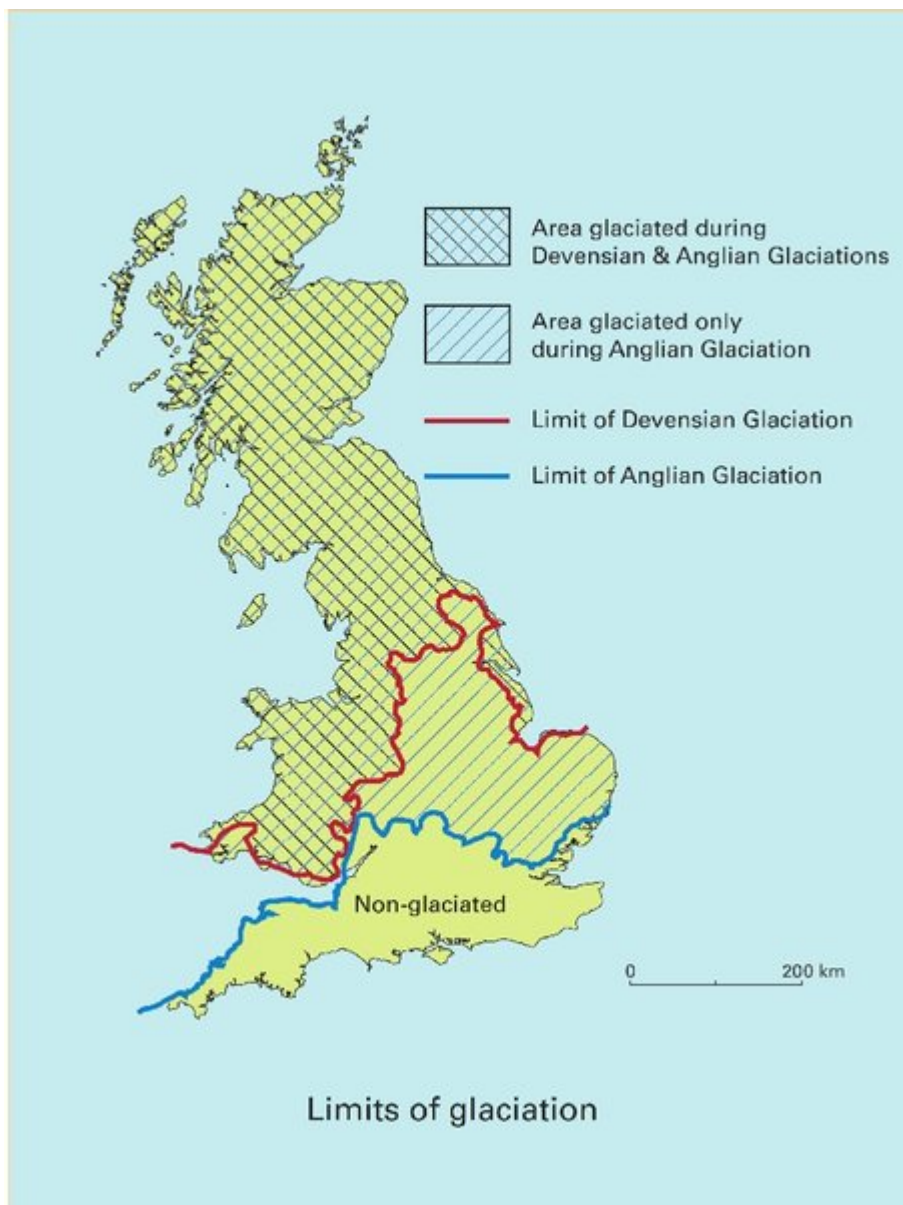 Area glaciated during
Devensian & Anglian Glaciations
Area glaciated only
during Anglian Glaciation
Limit of Devensian Glaciation
Limit of Anglian Glaciation
Non-glaciated
0 200 km
Limits of glaciation